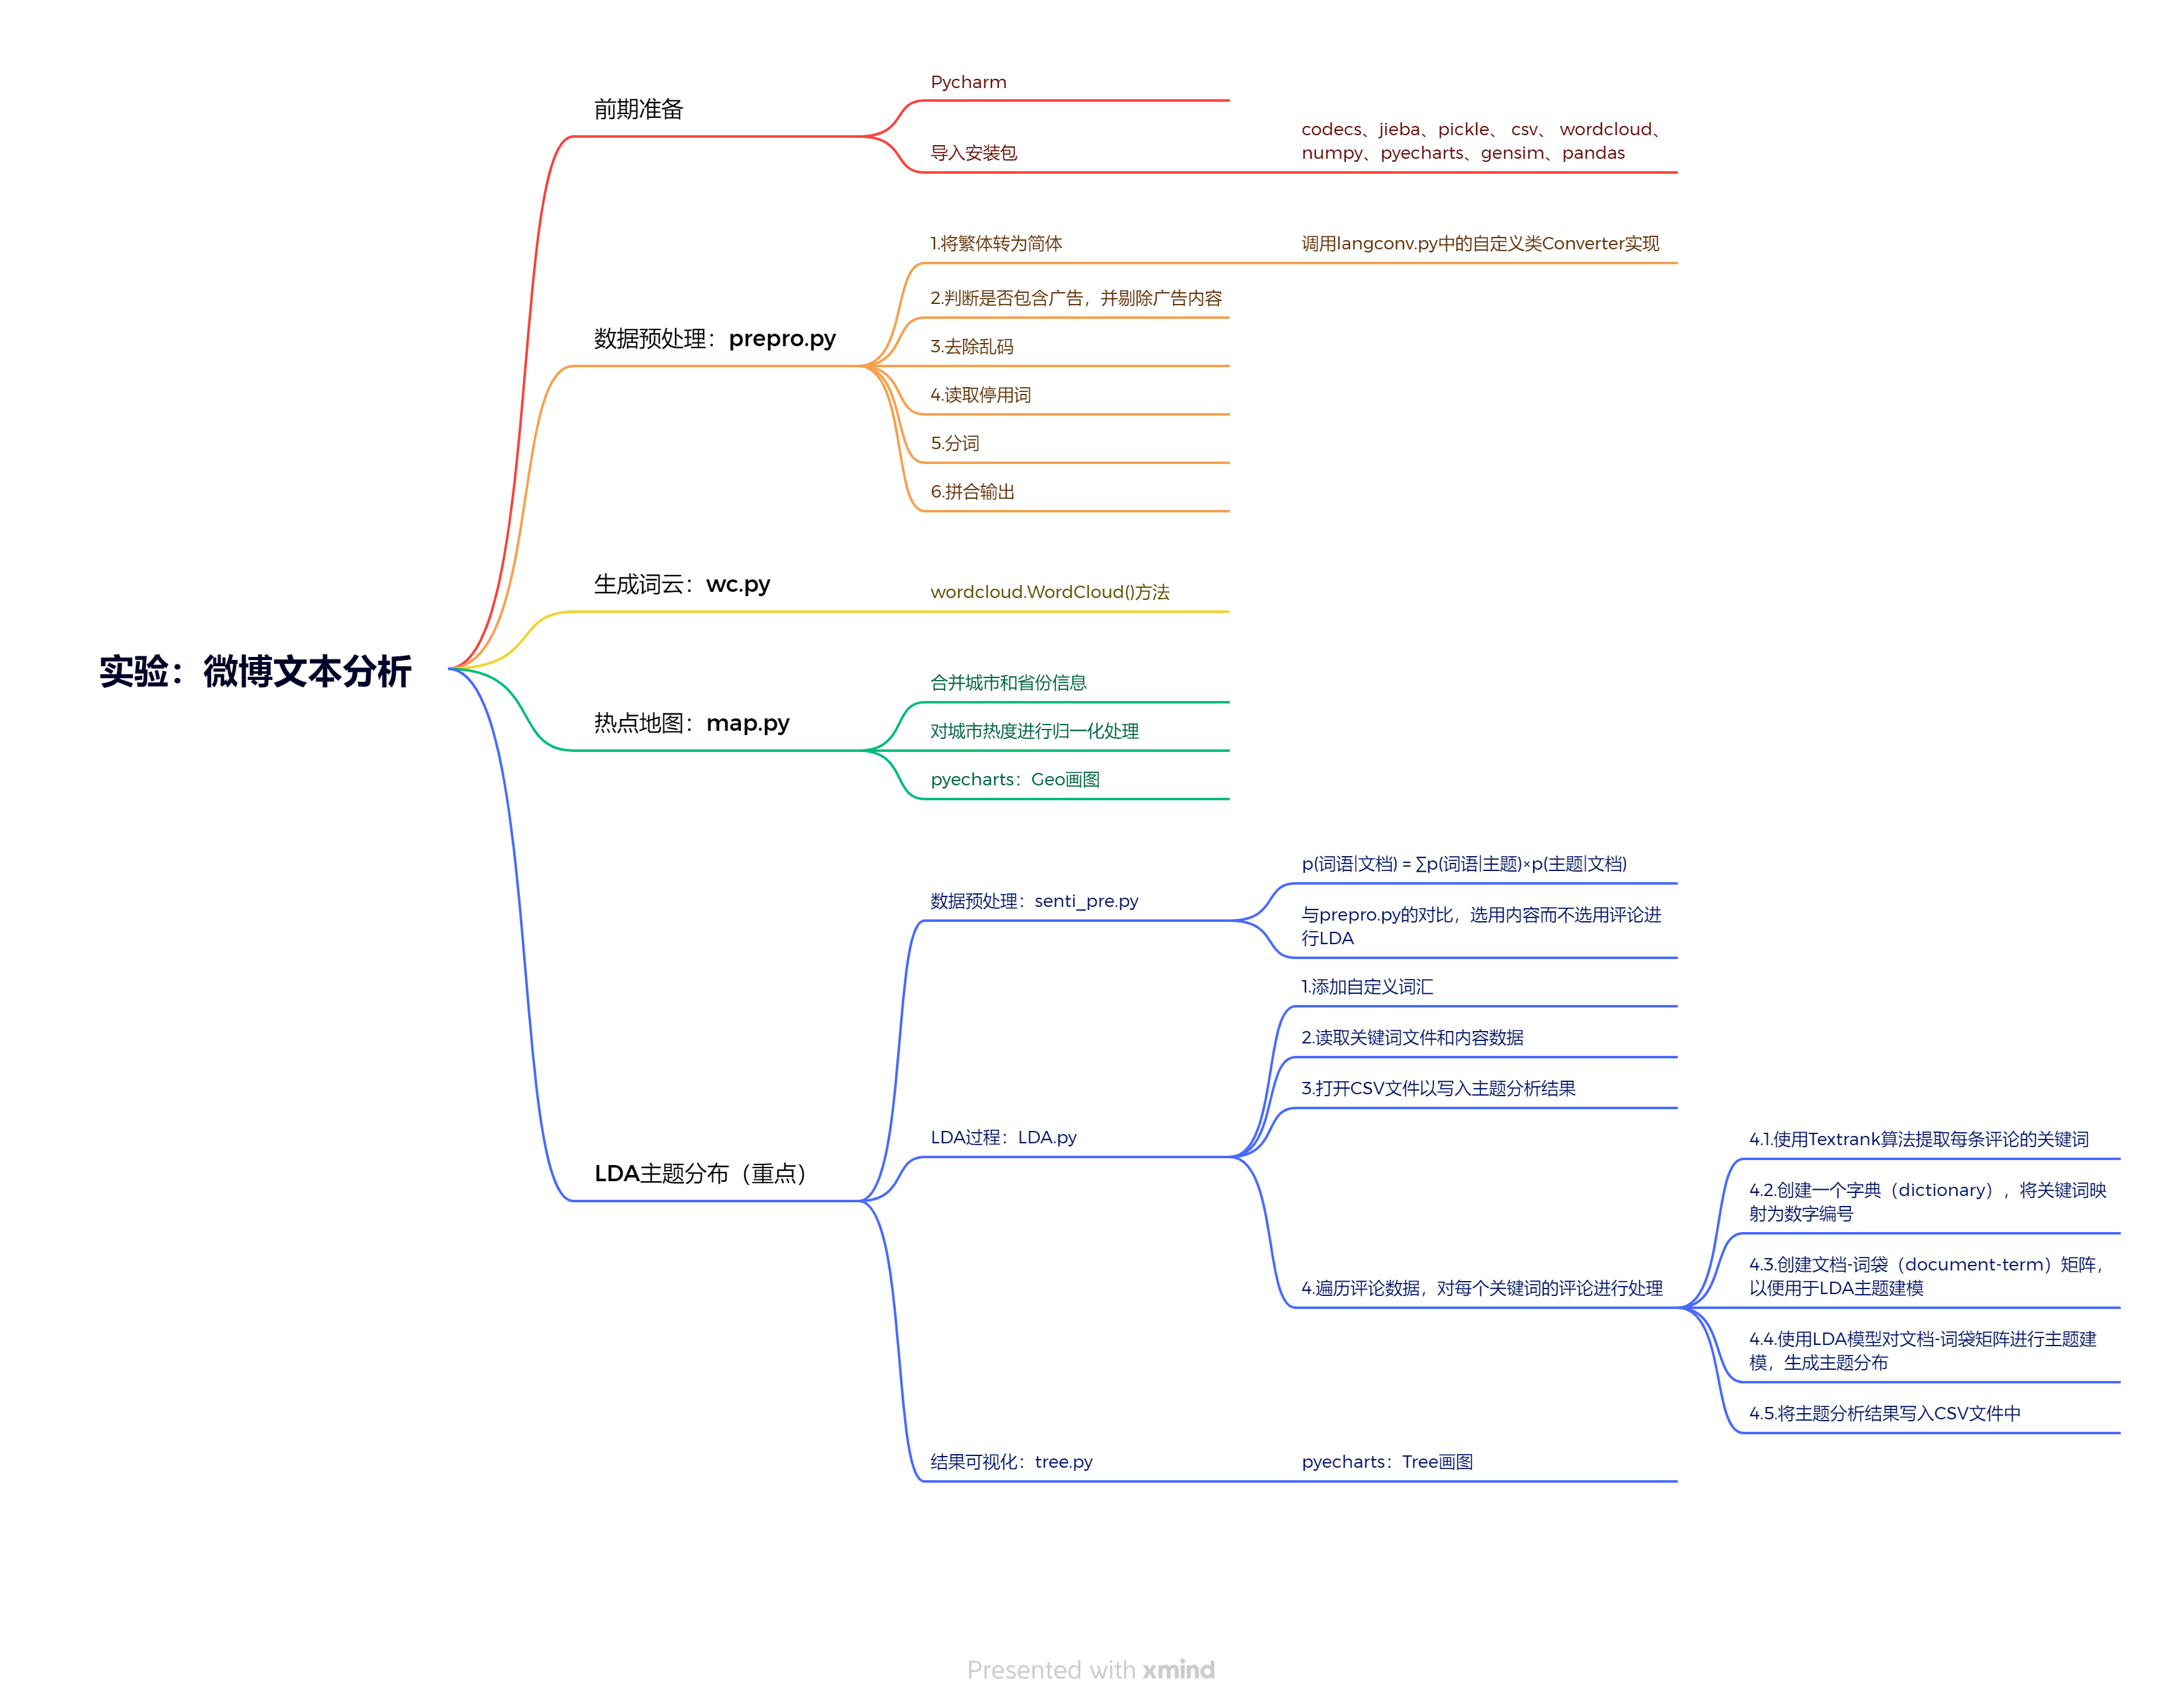 实验：微博文本分析
前期准备
Pycharm
导入安装包
codecs、jieba、pickle、 csv、 wordcloud、
numpy、pyecharts、gensim、pandas
数据预处理：prepro.py
1.将繁体转为简体
调用langconv.py中的自定义类Converter实现
2.判断是否包含广告，并剔除广告内容
3.去除乱码
4.读取停用词
5.分词
6.拼合输出
生成词云：wc.py
wordcloud.WordCloud()方法
热点地图：map.py
合并城市和省份信息
对城市热度进行归一化处理
pyecharts：Geo画图
LDA主题分布（重点）
数据预处理：senti_pre.py
p(词语|文档) = ∑p(词语|主题)×p(主题|文档)
与prepro.py的对比，选用内容而不选用评论进
行LDA
LDA过程：LDA.py
1.添加自定义词汇
2.读取关键词文件和内容数据
3.打开CSV文件以写入主题分析结果
4.遍历评论数据，对每个关键词的评论进行处理
4.1.使用Textrank算法提取每条评论的关键词
4.2.创建一个字典（dictionary），将关键词映
射为数字编号
4.3.创建文档-词袋（document-term）矩阵，
以便用于LDA主题建模
4.4.使用LDA模型对文档-词袋矩阵进行主题建
模，生成主题分布
4.5.将主题分析结果写入CSV文件中
结果可视化：tree.py
pyecharts：Tree画图
Presented with xmind